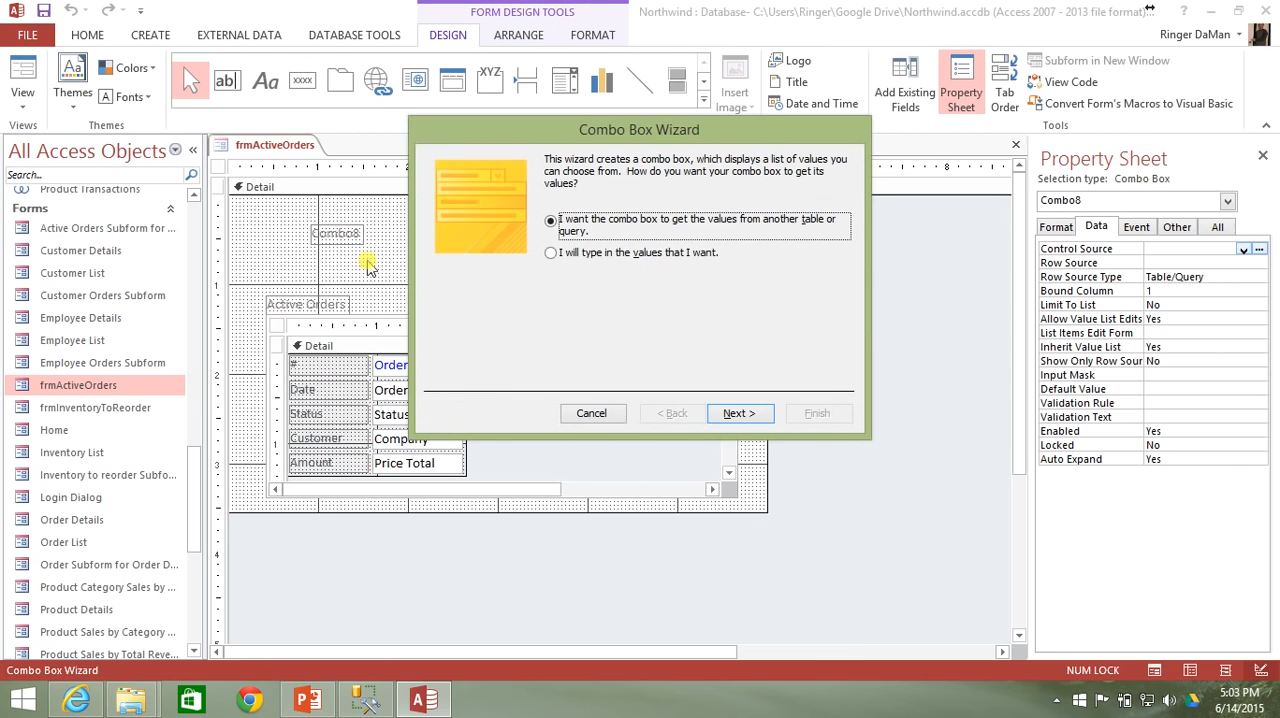 FORM DESIGN TOOLS
Northwind : Database- C:\Users\Ringer\Google Drive\Northwind.accdb (Access 2007 - 2013 file format)...
?
FILE
HOME
CREATE
EXTERNAL DATA
DATABASE TOOLS
DESIGN
ARRANGE
FORMAT
Ringer DaMan
View
Views
Themes
Colors
Fonts
Themes
ab|
Aa
xxxx
XYZ
Insert
Image
Logo
Title
Date and Time
Add Existing
Fields
Property
Sheet
Tab
Order
Subform in New Window
View Code
Convert Form's Macros to Visual Basic
Tools
All Access Objects
Search...
Product Transactions
Forms
Active Orders Subform for ...
Customer Details
Customer List
Customer Orders Subform
Employee Details
Employee List
Employee Orders Subform
frmActiveOrders
frmInventoryToReorder
Home
Inventory List
Inventory to reorder Subfo...
Login Dialog
Order Details
Order List
Order Subform for Order D...
Product Category Sales by ...
Product Details
Product Sales by Category ...
Product Sales by Total Reve...
frmActiveOrders
8
Detail
Combo8
1
Active Orders
1
Detail
2
#
Order
Date
Order
Status
Status
1
Customer
Company
3
Amount
Price Total
4
Combo Box Wizard
This wizard creates a combo box, which displays a list of values you
can choose from. How do you want your combo box to get its
values?
I want the combo box to get the values from another table or
query.
I will type in the values that I want.
Cancel
< Back
Next >
Finish
Property Sheet
Selection type: Combo Box
Combo8
Format
Data
Event
Other
All
Control Source
Row Source
Row Source Type Table/Query
Bound Column 1
Limit To List No
Allow Value List Edits Yes
List Items Edit Form
Inherit Value List Yes
Show Only Row Sour No
Input Mask
Default Value
Validation Rule
Validation Text
Enabled Yes
Locked No
Auto Expand Yes
Combo Box Wizard
NUM LOCK
5:03 PM
6/14/2015